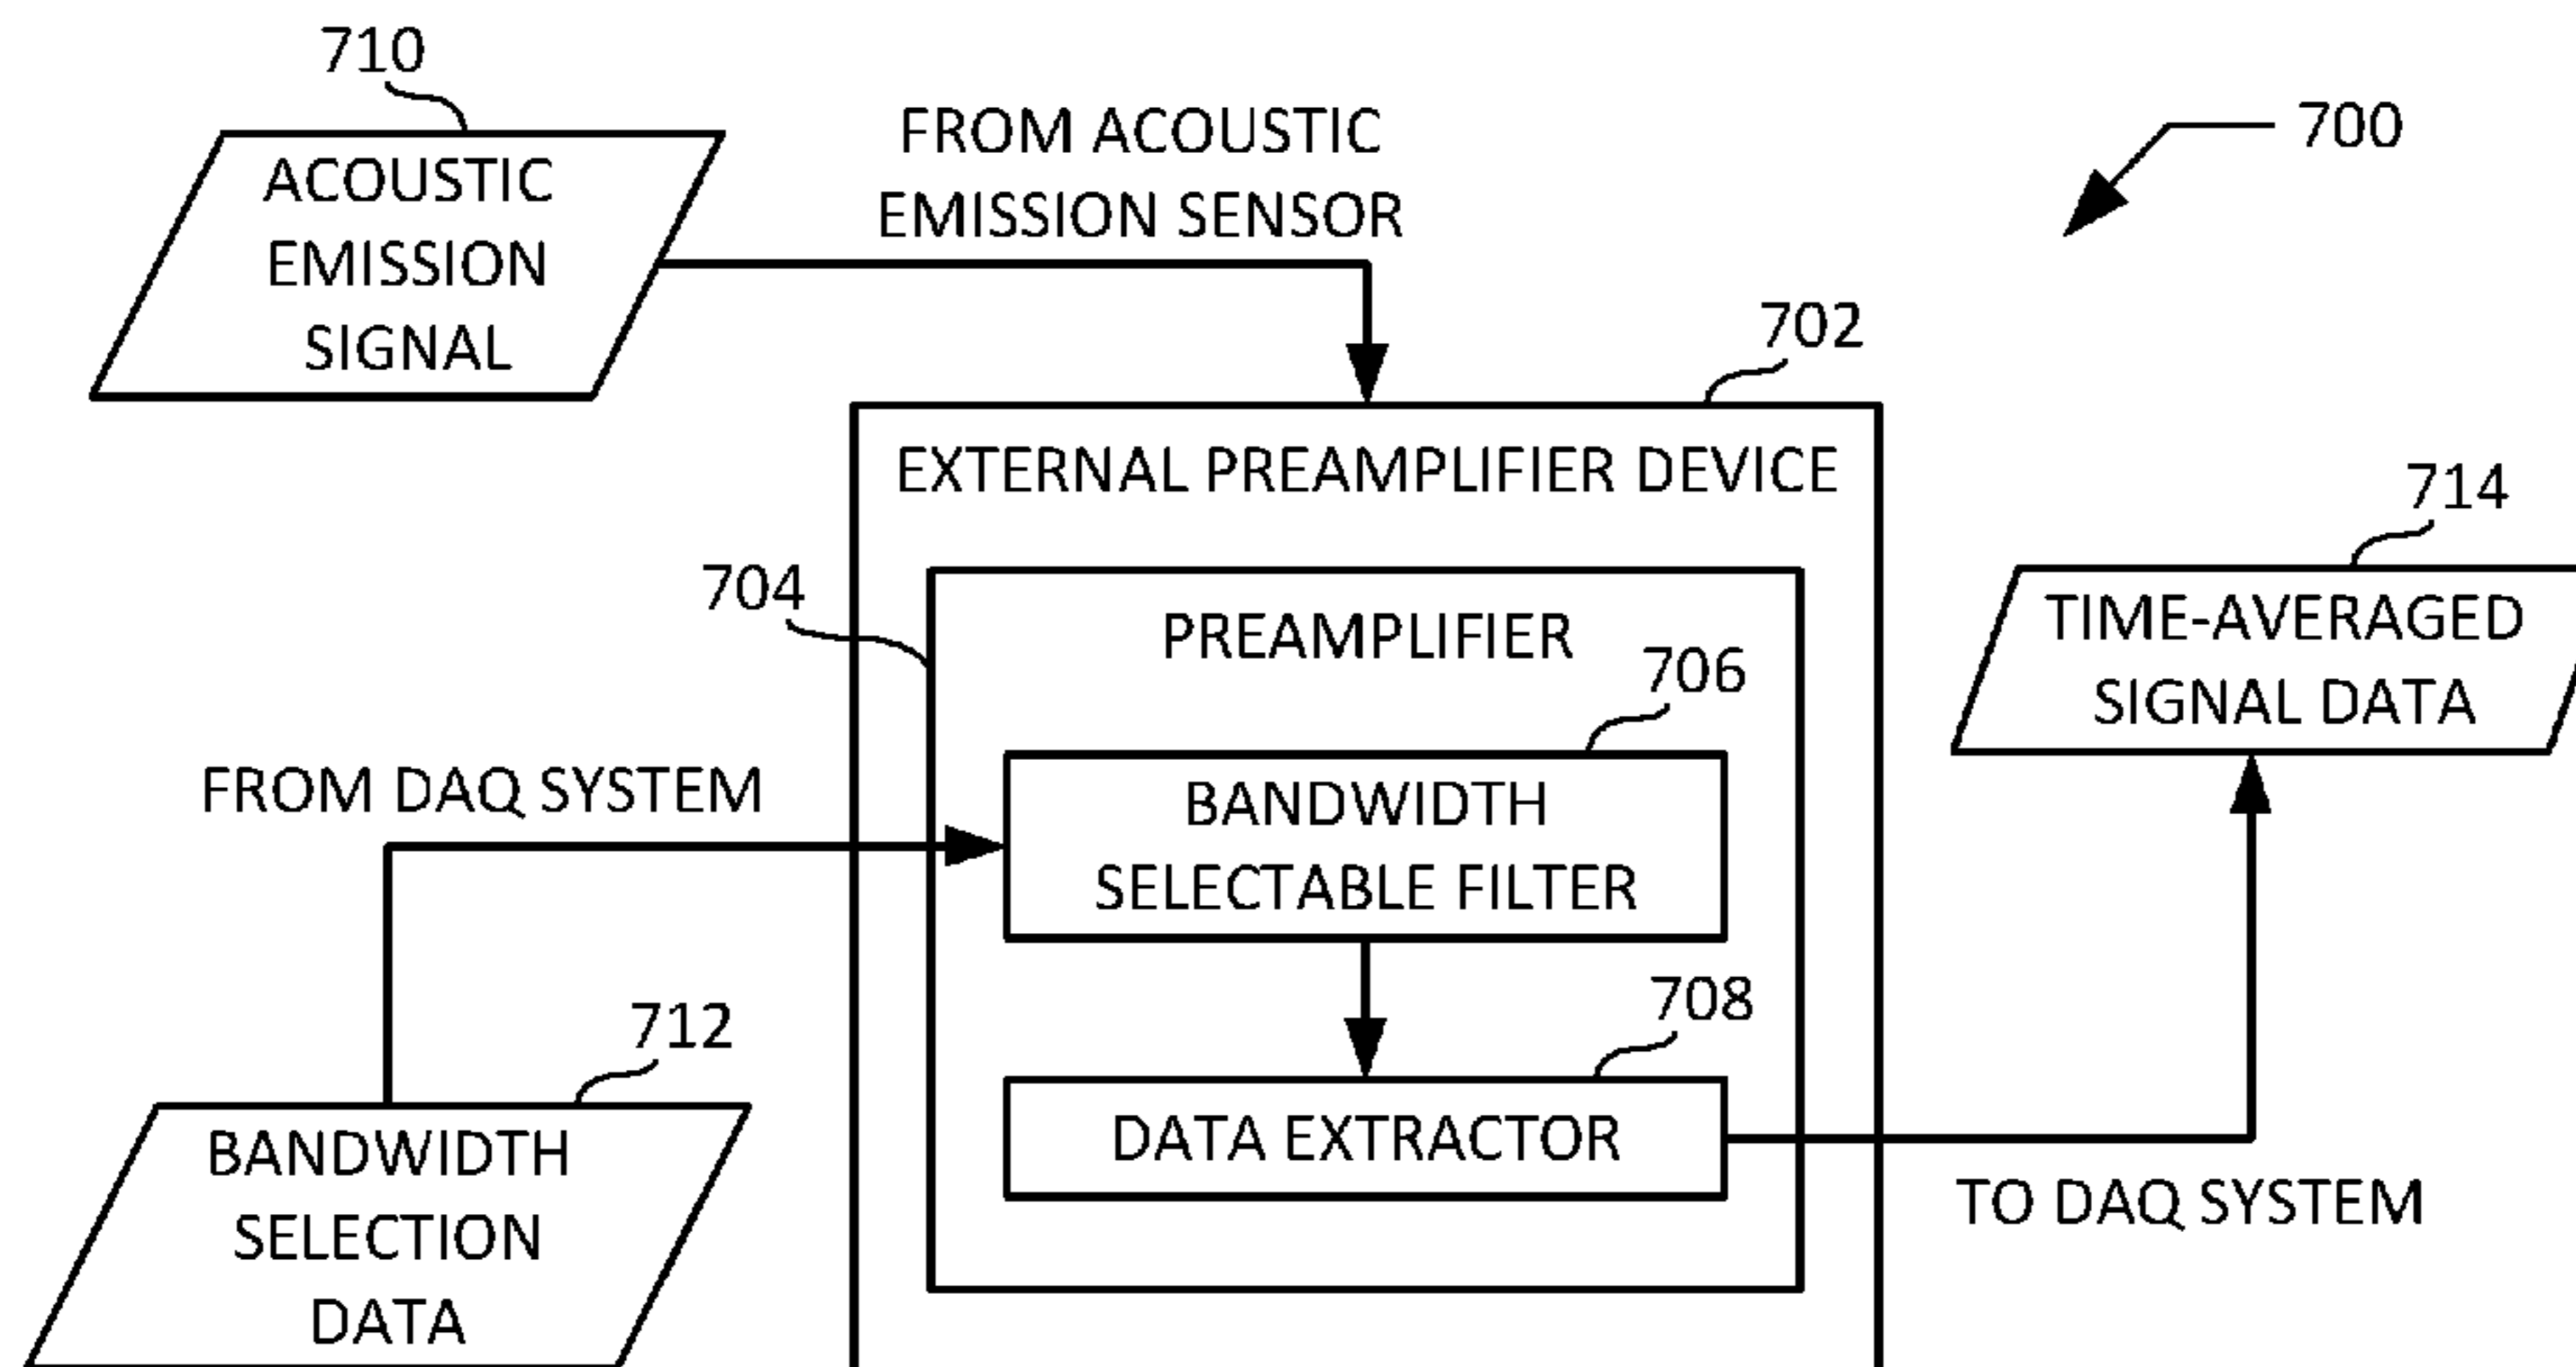 710
ACOUSTIC
EMISSION
SIGNAL
FROM ACOUSTIC
EMISSION SENSOR
700
702
EXTERNAL PREAMPLIFIER DEVICE
704
PREAMPLIFIER
706
BANDWIDTH
SELECTABLE FILTER
714
TIME-AVERAGED
SIGNAL DATA
FROM DAQ SYSTEM
712
BANDWIDTH
SELECTION
DATA
708
DATA EXTRACTOR
TO DAQ SYSTEM